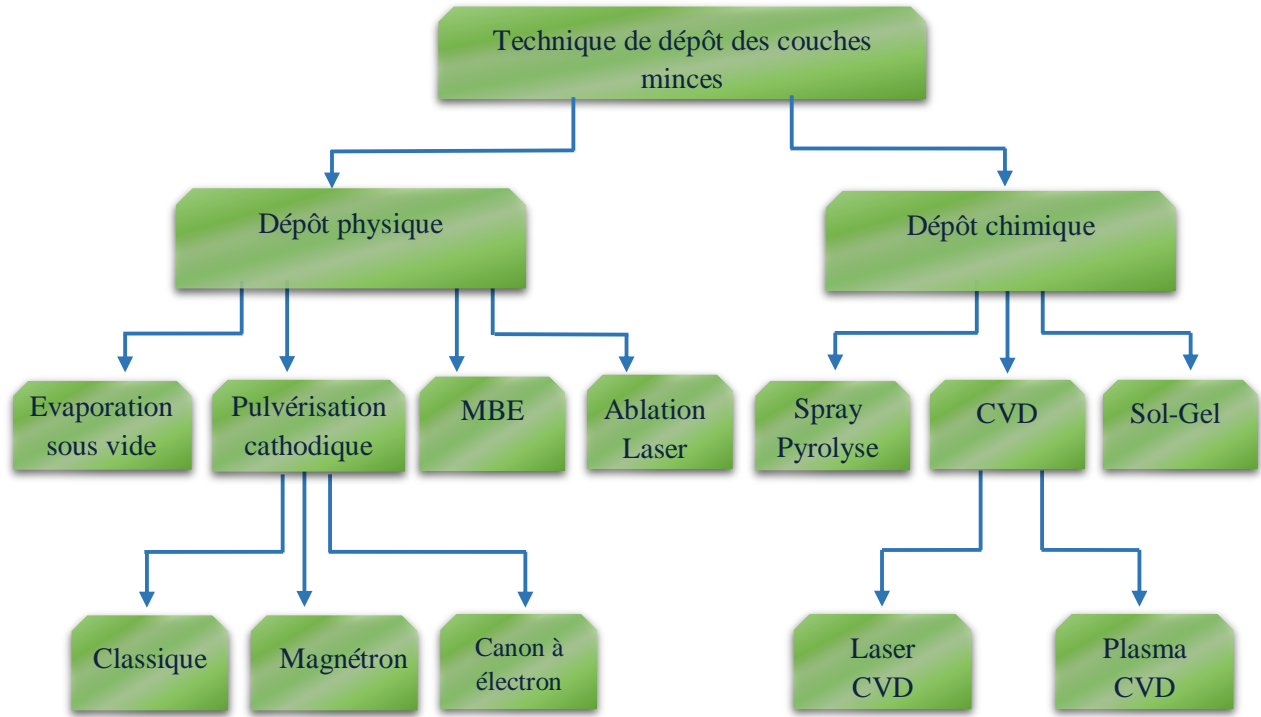 Technique de dépôt des couches
minces
Dépôt physique
Dépôt chimique
Evaporation
sous vide
Pulvérisation
cathodique
MBE
Ablation
Laser
Spray
Pyrolyse
CVD
Sol-Gel
Classique
Magnétron
Canon à
électron
Laser
CVD
Plasma
CVD